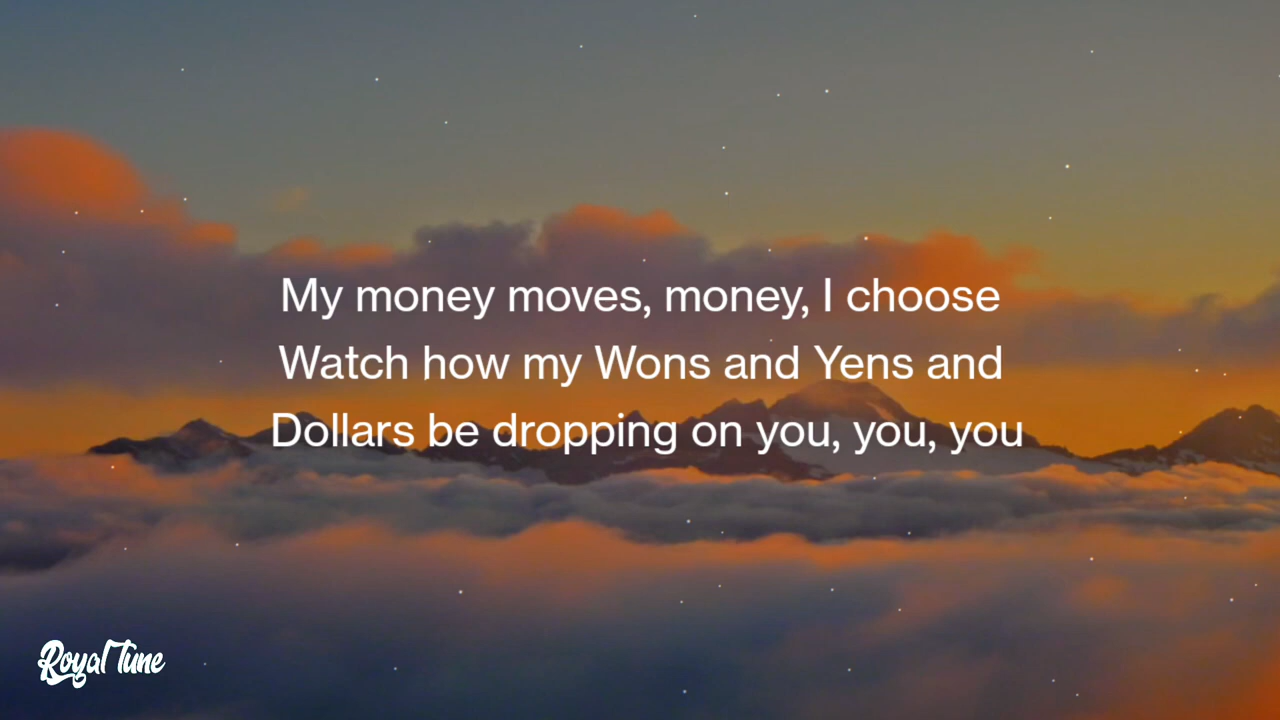 My money moves, money, I choose
Watch how my Wons and Yens and
Dollars be dropping on you, you, you
Royal Tune